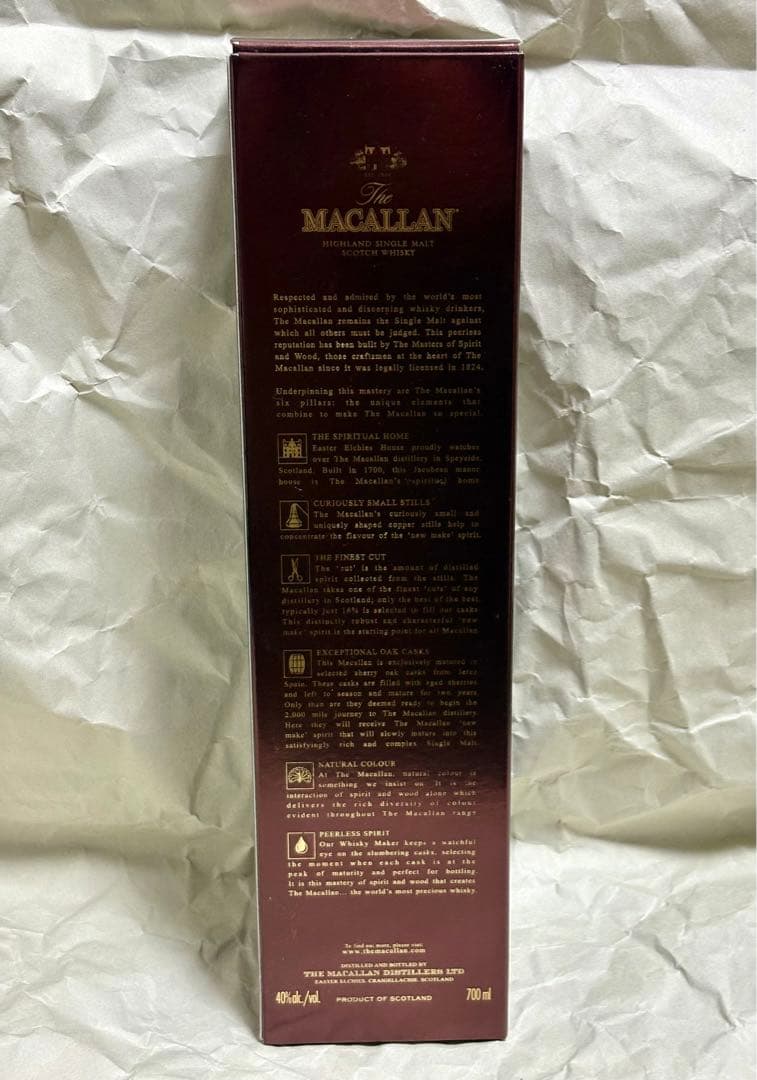 EST. 1824
The
MACALLAN
HIGHLAND SINGLE MALT
SCOTCH WHISKY
Respected and admired by the world's most
sophisticated and discerning whisky drinkers,
The Macallan remains the Single Malt against
which all others must be judged. This peerless
reputation has been built by The Masters of Spirit
and Wood, those craftsmen at the heart of The
Macallan since it was legally licensed in 1824.
Underpinning this mastery are The Macallan's
six pillars: the unique elements that
combine to make The Macallan so special.
THE SPIRITUAL HOME
Easter Elchies House proudly watches
over The Macallan distillery in Speyside,
Scotland. Built in 1700, this Jacobean manor
house is The Macallan's 'spiritual' home
CURIOUSLY SMALL STILLS
The Macallan's curiously small and
uniquely shaped copper stills help to
concentrate the flavour of the 'new make' spirit.
THE FINEST CUT
The 'cut' is the amount of distilled
spirit collected from the stills. The
Macallan takes one of the finest 'cuts' of any
distillery in Scotland; only the best of the best,
typically just 16% is selected to fill our casks
This distinctly robust and characterful 'new
make' spirit is the starting point for all Macallan
EXCEPTIONAL OAK CASKS
This Macallan is exclusively matured in
selected sherry oak casks from Jerez
Spain. These casks are filled with aged sherries
and left to season and mature for two years.
Only then are they deemed ready to begin the
2,000 mile journey to The Macallan distillery.
Here they will receive The Macallan 'new
make' spirit that will slowly mature into this
satisfyingly rich and complex Single Malt.
NATURAL COLOUR
At The Macallan, natural colour is
something we insist on. It is the
interaction of spirit and wood alone which
delivers the rich diversity of colour
evident throughout The Macallan range
PEERLESS SPIRIT
Our Whisky Maker keeps a watchful
eye on the slumbering casks, selecting
the moment when each cask is at the
peak of maturity and perfect for bottling.
It is this mastery of spirit and wood that creates
The Macallan... the world's most precious whisky.
To find out more, please visit
www.themacallan.com
DISTILLED AND BOTTLED BY
THE MACALLAN DISTILLERS LTD
EASTER ELCHIES, CRAIGELLACHIE, SCOTLAND
40%alc./vol. PRODUCT OF SCOTLAND 700 ml